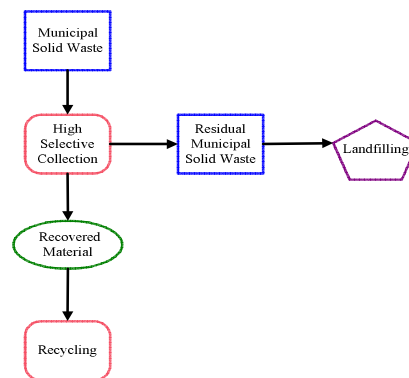 Municipal
Solid Waste
High
Selective
Collection
Residual
Municipal
Solid Waste
Landfilling
Recovered
Material
Recycling